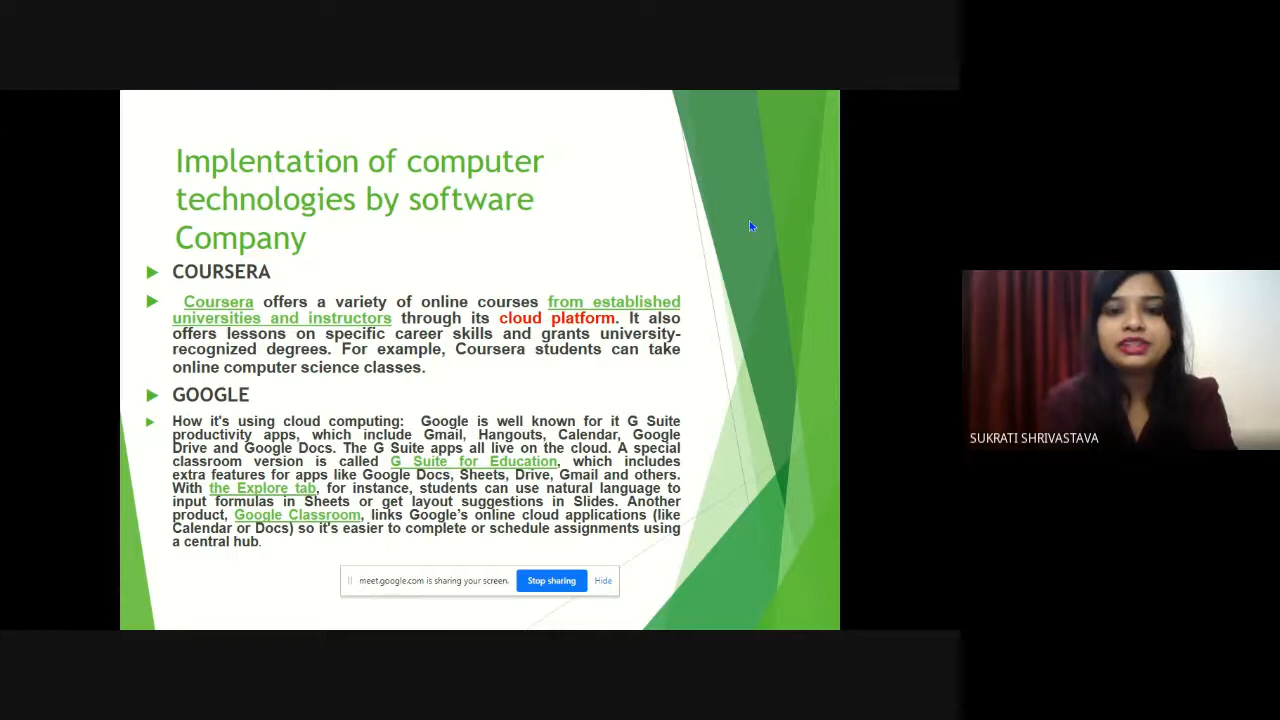 Implentation of computer
technologies by software
Company
COURSERA
Coursera offers a variety of online courses from established
universities and instructors through its cloud platform. It also
offers lessons on specific career skills and grants university-
recognized degrees. For example, Coursera students can take
online computer science classes.
GOOGLE
How it's using cloud computing: Google is well known for it G Suite
productivity apps, which include Gmail, Hangouts, Calendar, Google
Drive and Google Docs. The G Suite apps all live on the cloud. A special
classroom version is called G Suite for Education, which includes
extra features for apps like Google Docs, Sheets, Drive, Gmail and others.
With the Explore tab, for instance, students can use natural language to
input formulas in Sheets or get layout suggestions in Slides. Another
product, Google Classroom, links Google's online cloud applications (like
Calendar or Docs) so it's easier to complete or schedule assignments using
a central hub.
meet.google.com is sharing your screen. Stop sharing Hide
SUKRATI SHRIVASTAVA